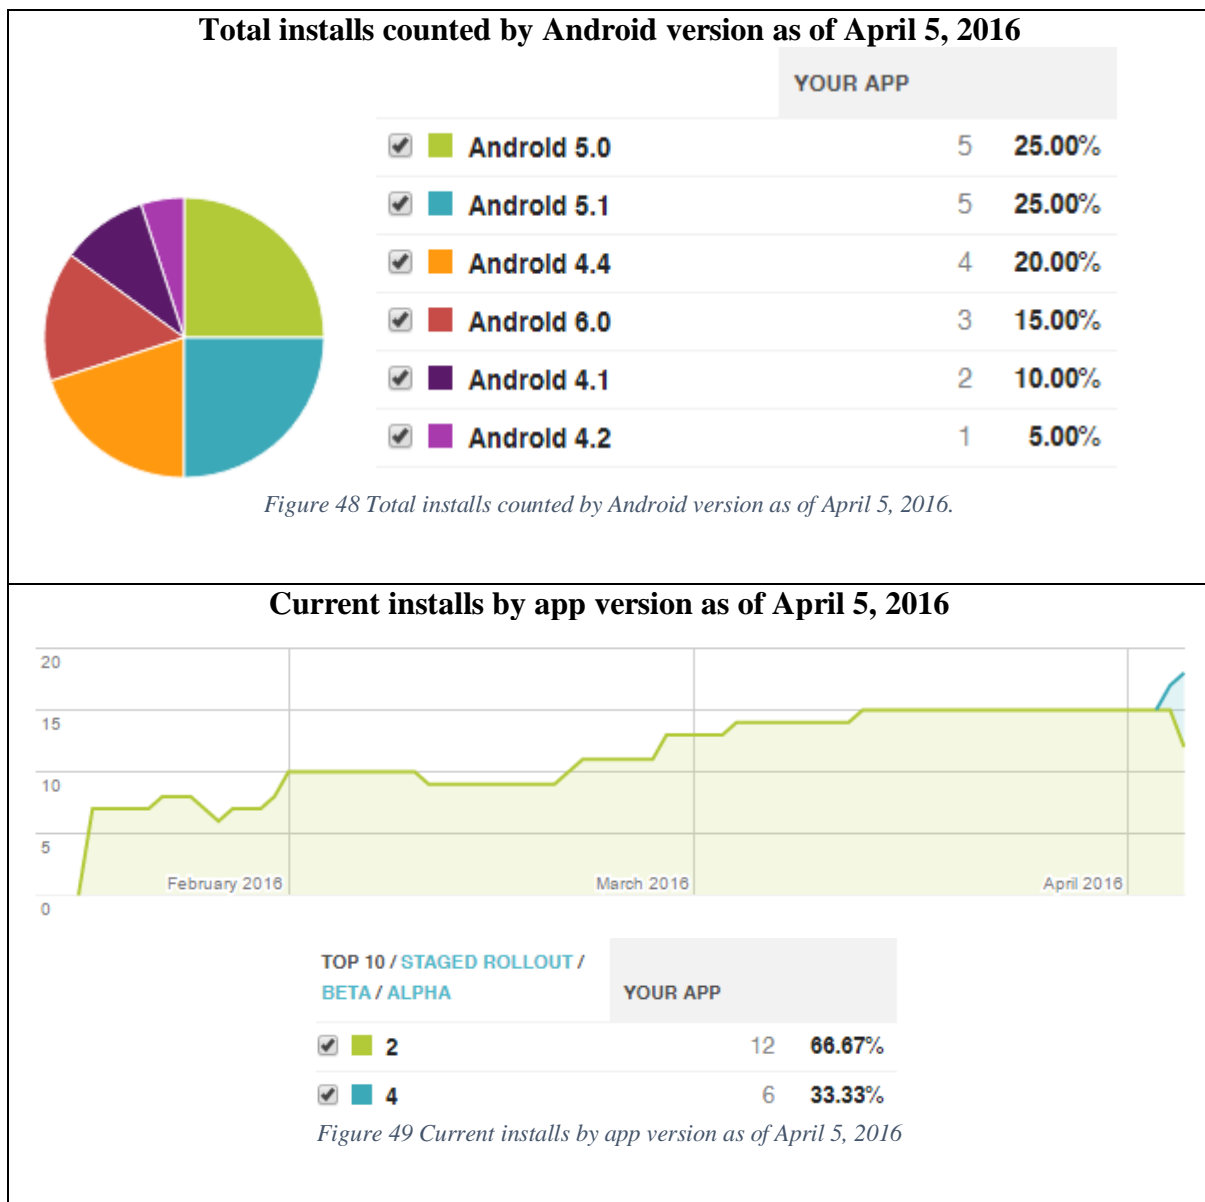 Total installs counted by Android version as of April 5, 2016
YOUR APP
Android 5.0 5 25.00%
Android 5.1 5 25.00%
Android 4.4 4 20.00%
Android 6.0 3 15.00%
Android 4.1 2 10.00%
Android 4.2 1 5.00%
Figure 48 Total installs counted by Android version as of April 5, 2016.
Current installs by app version as of April 5, 2016
20
15
10
5
February 2016 March 2016 April 2016
0
TOP 10 / STAGED ROLLOUT /
BETA / ALPHA YOUR APP
2 12 66.67%
4 6 33.33%
Figure 49 Current installs by app version as of April 5, 2016